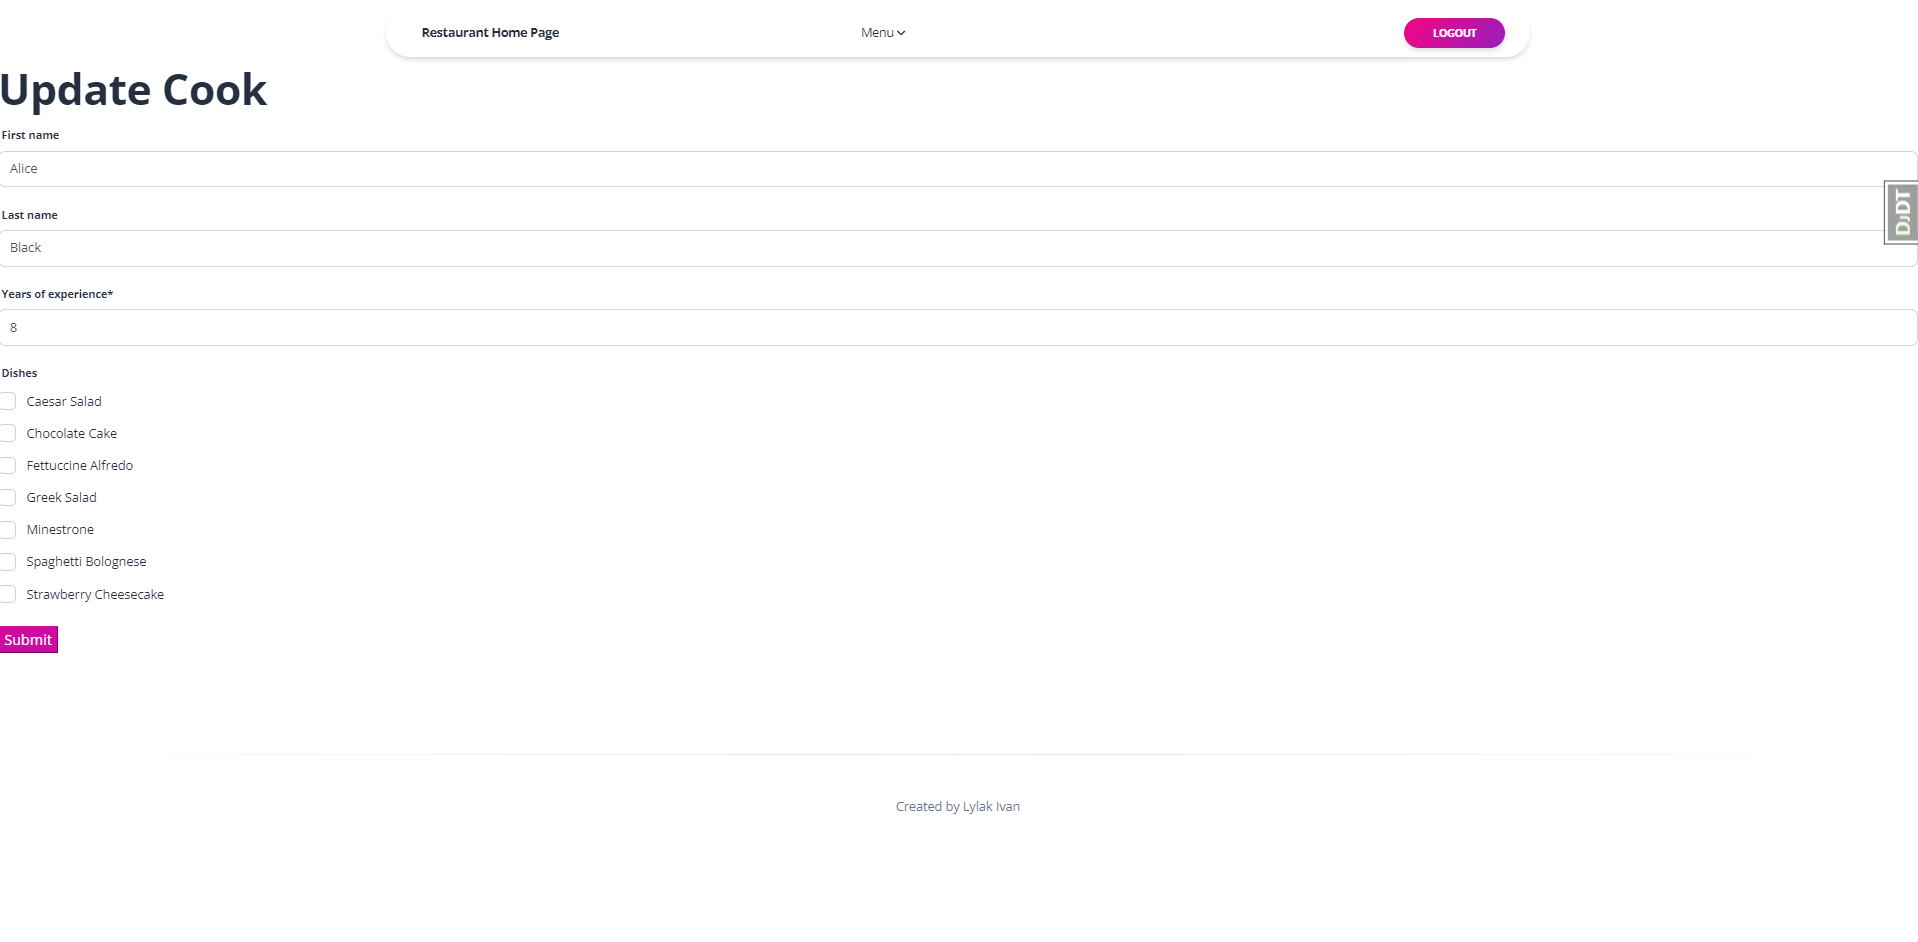 Restaurant Home Page
Menu
LOGOUT
Update Cook
First name
Alice
Last name
Black
Years of experience*
8
Dishes
Caesar Salad
Chocolate Cake
Fettuccine Alfredo
Greek Salad
Minestrone
Spaghetti Bolognese
Strawberry Cheesecake
Submit
DJDT
Created by Lylak Ivan